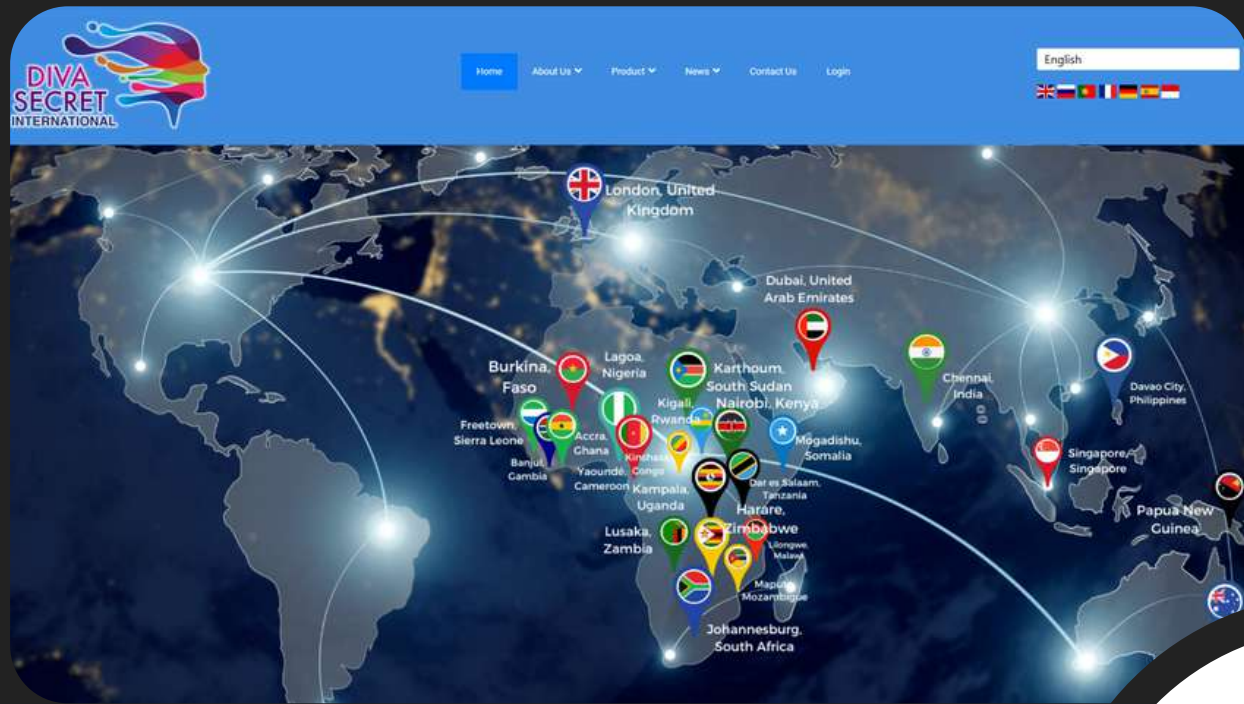 DIVA
SECRET
INTERNATIONAL
Home
About Us
Product
News
Contact Us
Login
English
London, United
Kingdom
Dubai, United
Arab Emirates
Burkina,
Faso
Lagoa,
Nigeria
Karthoum,
South Sudan
Nairobi, Kenya
Kigali,
Rwanda
Chennai,
India
Davao City,
Philippines
Freetown,
Sierra Leone
Accra,
Ghana
Banjul,
Gambia
Yaounde,
Cameroon
Kinchasa,
Congo
Mogadishu,
Somalia
Singapore,
Singapore
Kampala,
Uganda
Dar es Salaam,
Tanzania
Papua New
Guinea
Harare,
Zimbabwe
Lusaka,
Zambia
Lilongwe,
Malawi
Maputo,
Mozambique
Johannesburg,
South Africa